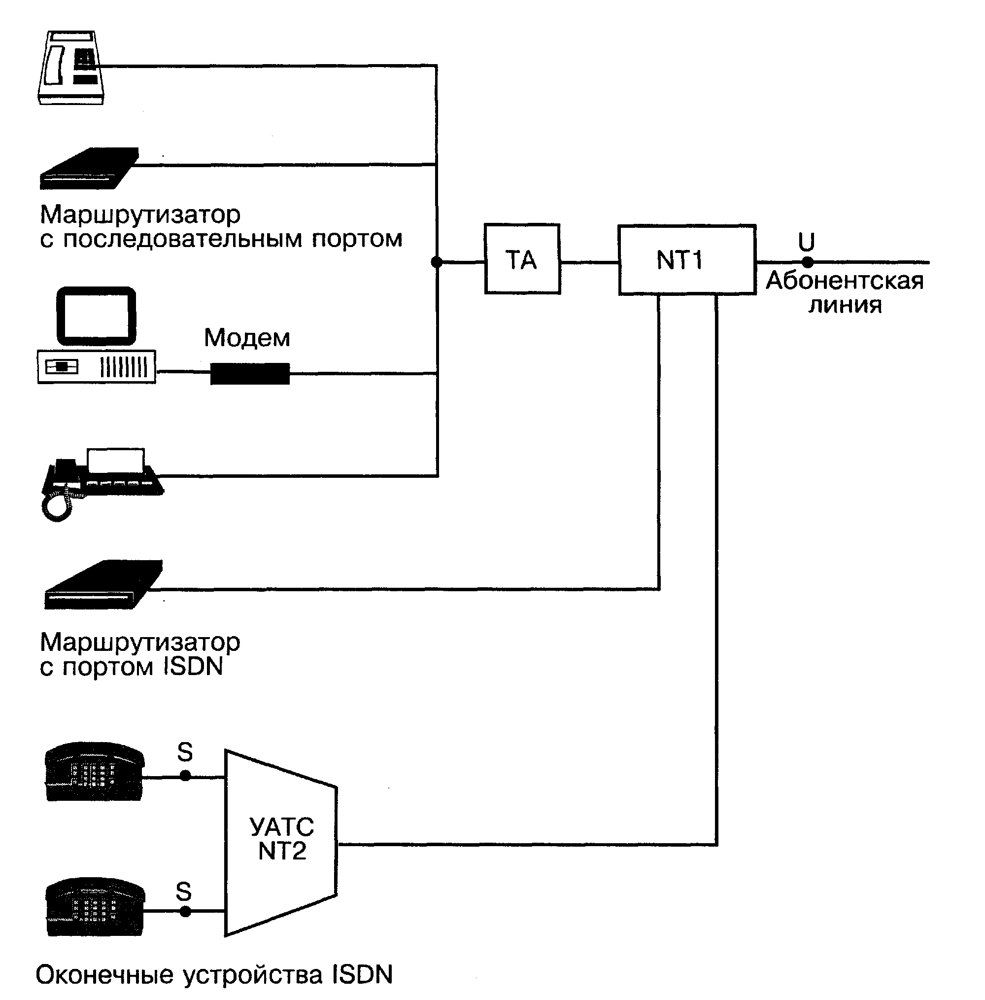 Маршрутизатор
с последовательным портом
TA
NT1
U
Абонентская
линия
Модем
Маршрутизатор
с портом ISDN
S
УАТС
NT2
S
Оконечные устройства ISDN